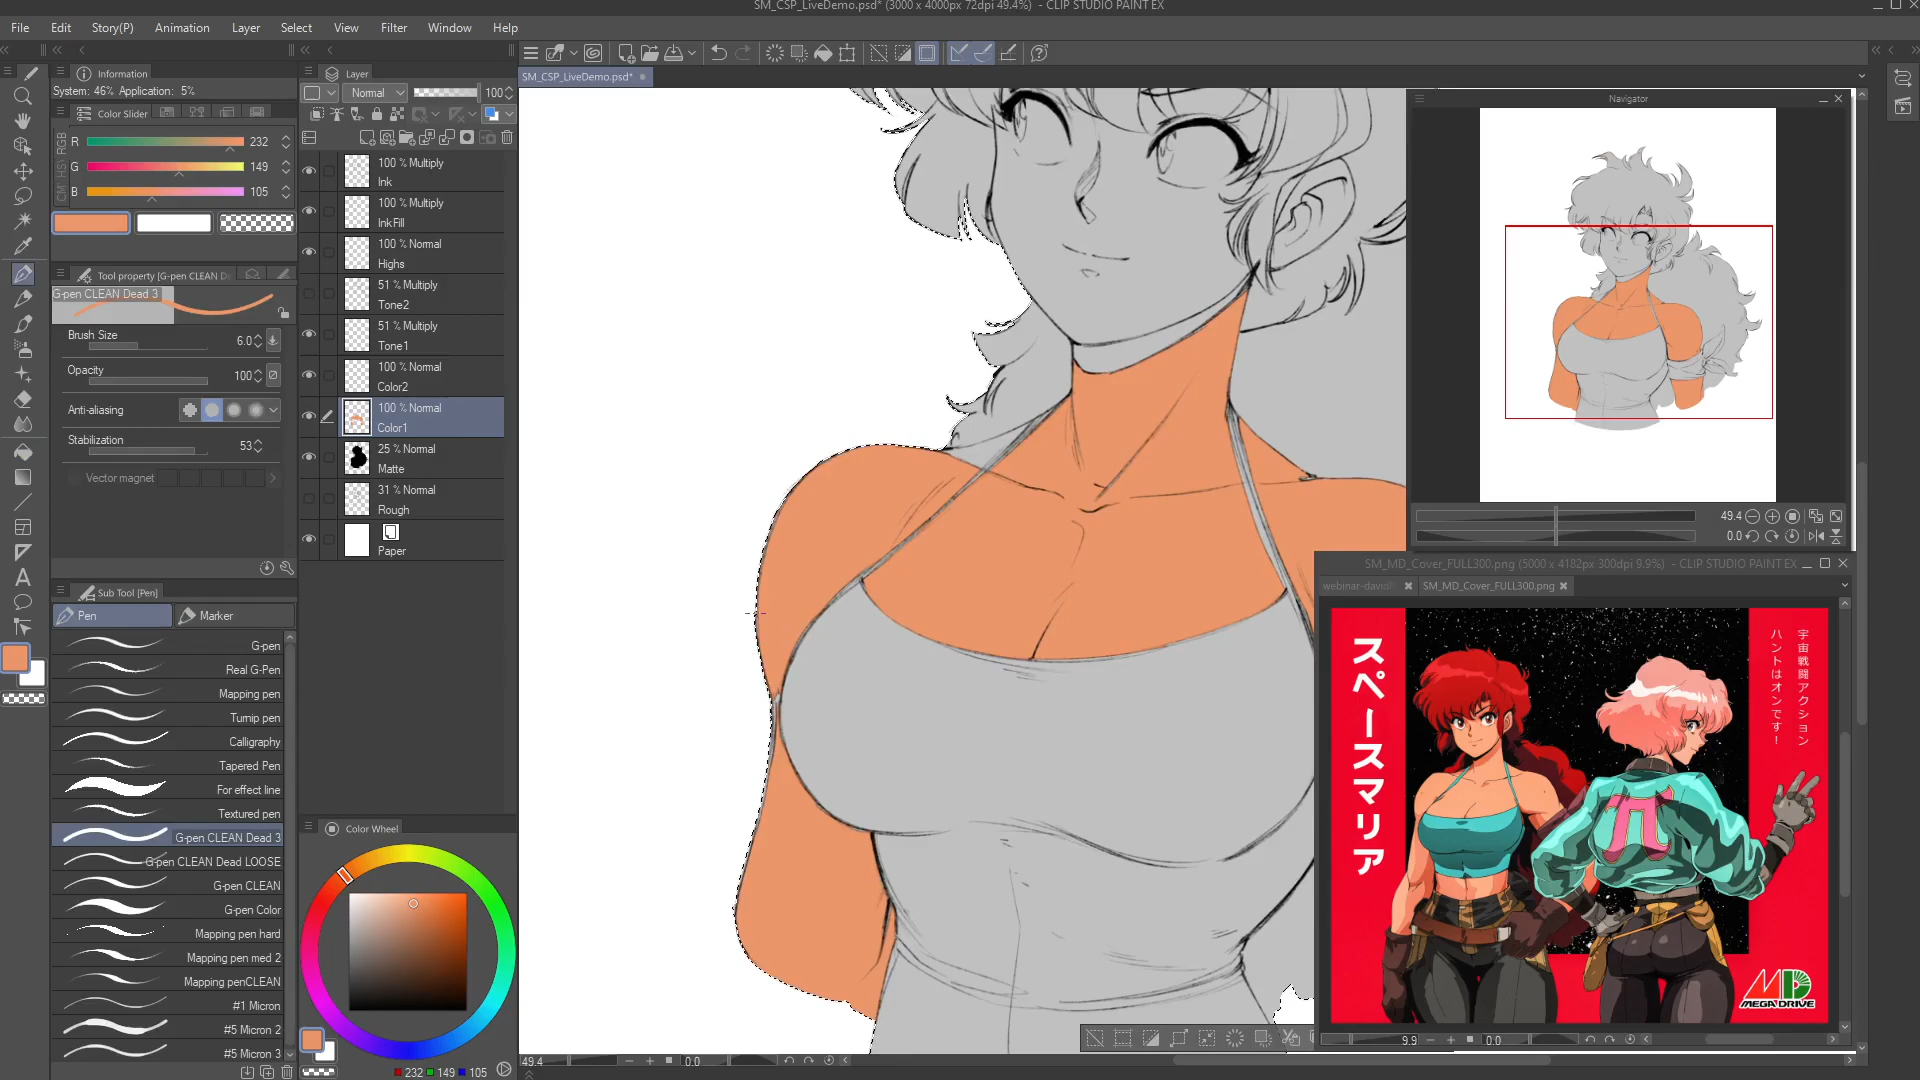 SM_CSP_LiveDemo.psd* (3000 x 4000px 72dpi 49.4%) - CLIP STUDIO PAINT EX
File Edit Story(P) Animation Layer Select View Filter Window Help
Information
System: 46% Application: 5%
Color Slider
RGB
R 232
G 149
B 105
Tool property [G-pen CLEAN D
G-pen CLEAN Dead 3
Brush Size 6.0
Opacity 100
Anti-aliasing
Stabilization 53
Vector magnet
Sub Tool [Pen]
Pen Marker
G-pen
Real G-Pen
Mapping pen
Turnip pen
Calligraphy
Tapered Pen
For effect line
Textured pen
G-pen CLEAN Dead 3
G-pen CLEAN Dead LOOSE
G-pen CLEAN
G-pen Color
Mapping pen hard
Mapping pen med 2
Mapping penCLEAN
#1 Micron
#5 Micron 2
#5 Micron 3
Layer
Normal 100
100 % Multiply
Ink
100 % Multiply
InkFill
100 % Normal
Highs
51 % Multiply
Tone2
51 % Multiply
Tone1
100 % Normal
Color2
100 % Normal
Color1
25 % Normal
Matte
31 % Normal
Rough
Paper
Color Wheel
232 149 105
SM_CSP_LiveDemo.psd*
49.4 0.0
Navigator
49.4
0.0
SM_MD_Cover_FULL300.png (5000 x 4182px 300dpi 9.9%) - CLIP STUDIO PAINT EX
SM_MD_Cover_FULL300.png
スペースマリア
宇宙戦闘アクション
ハントはオンです！
MD
MEGA DRIVE
9.9 0.0